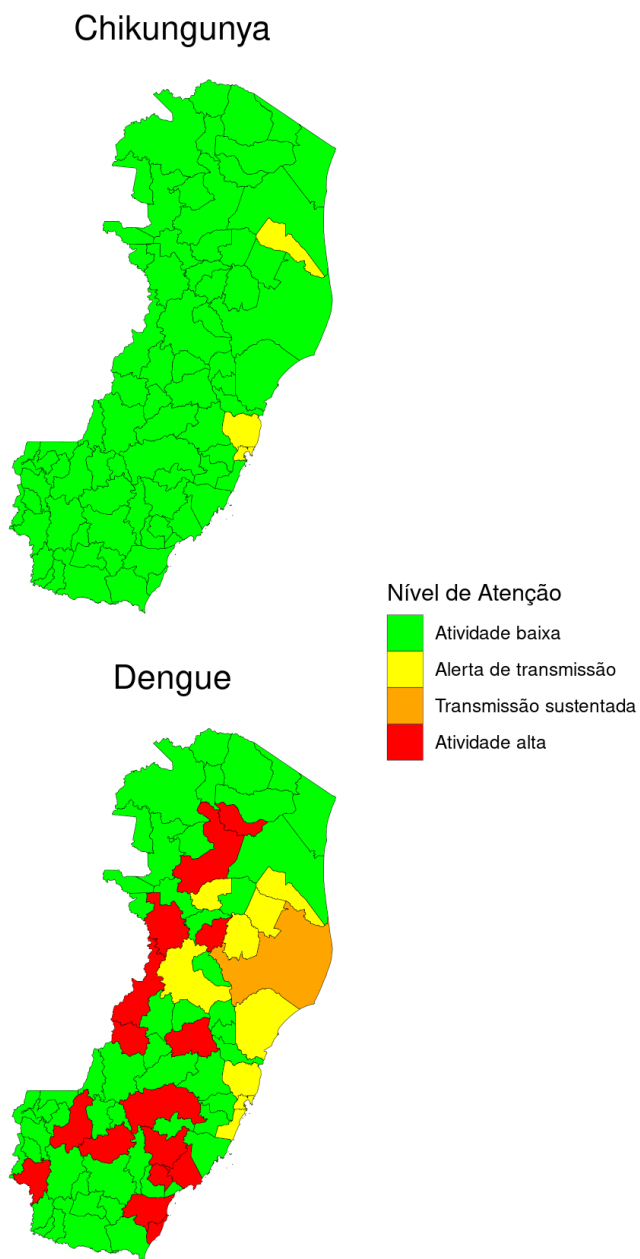 Chikungunya
Nível de Atenção
Atividade baixa
Alerta de transmissão
Transmissão sustentada
Atividade alta
Dengue